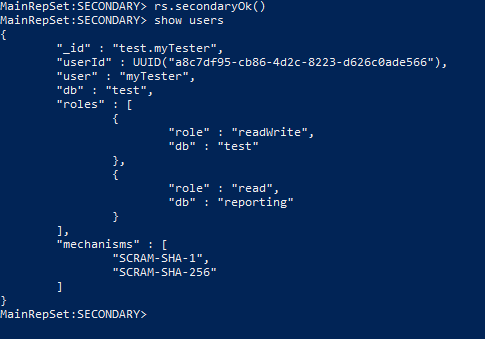 MainRepSet:SECONDARY> rs.secondaryOk()
MainRepSet:SECONDARY> show users
{
        "_id" : "test.myTester",
        "userId" : UUID("a8c7df95-cb86-4d2c-8223-d626c0ade566"),
        "user" : "myTester",
        "db" : "test",
        "roles" : [
                {
                        "role" : "readWrite",
                        "db" : "test"
                },
                {
                        "role" : "read",
                        "db" : "reporting"
                }
        ],
        "mechanisms" : [
                "SCRAM-SHA-1",
                "SCRAM-SHA-256"
        ]
}
MainRepSet:SECONDARY>